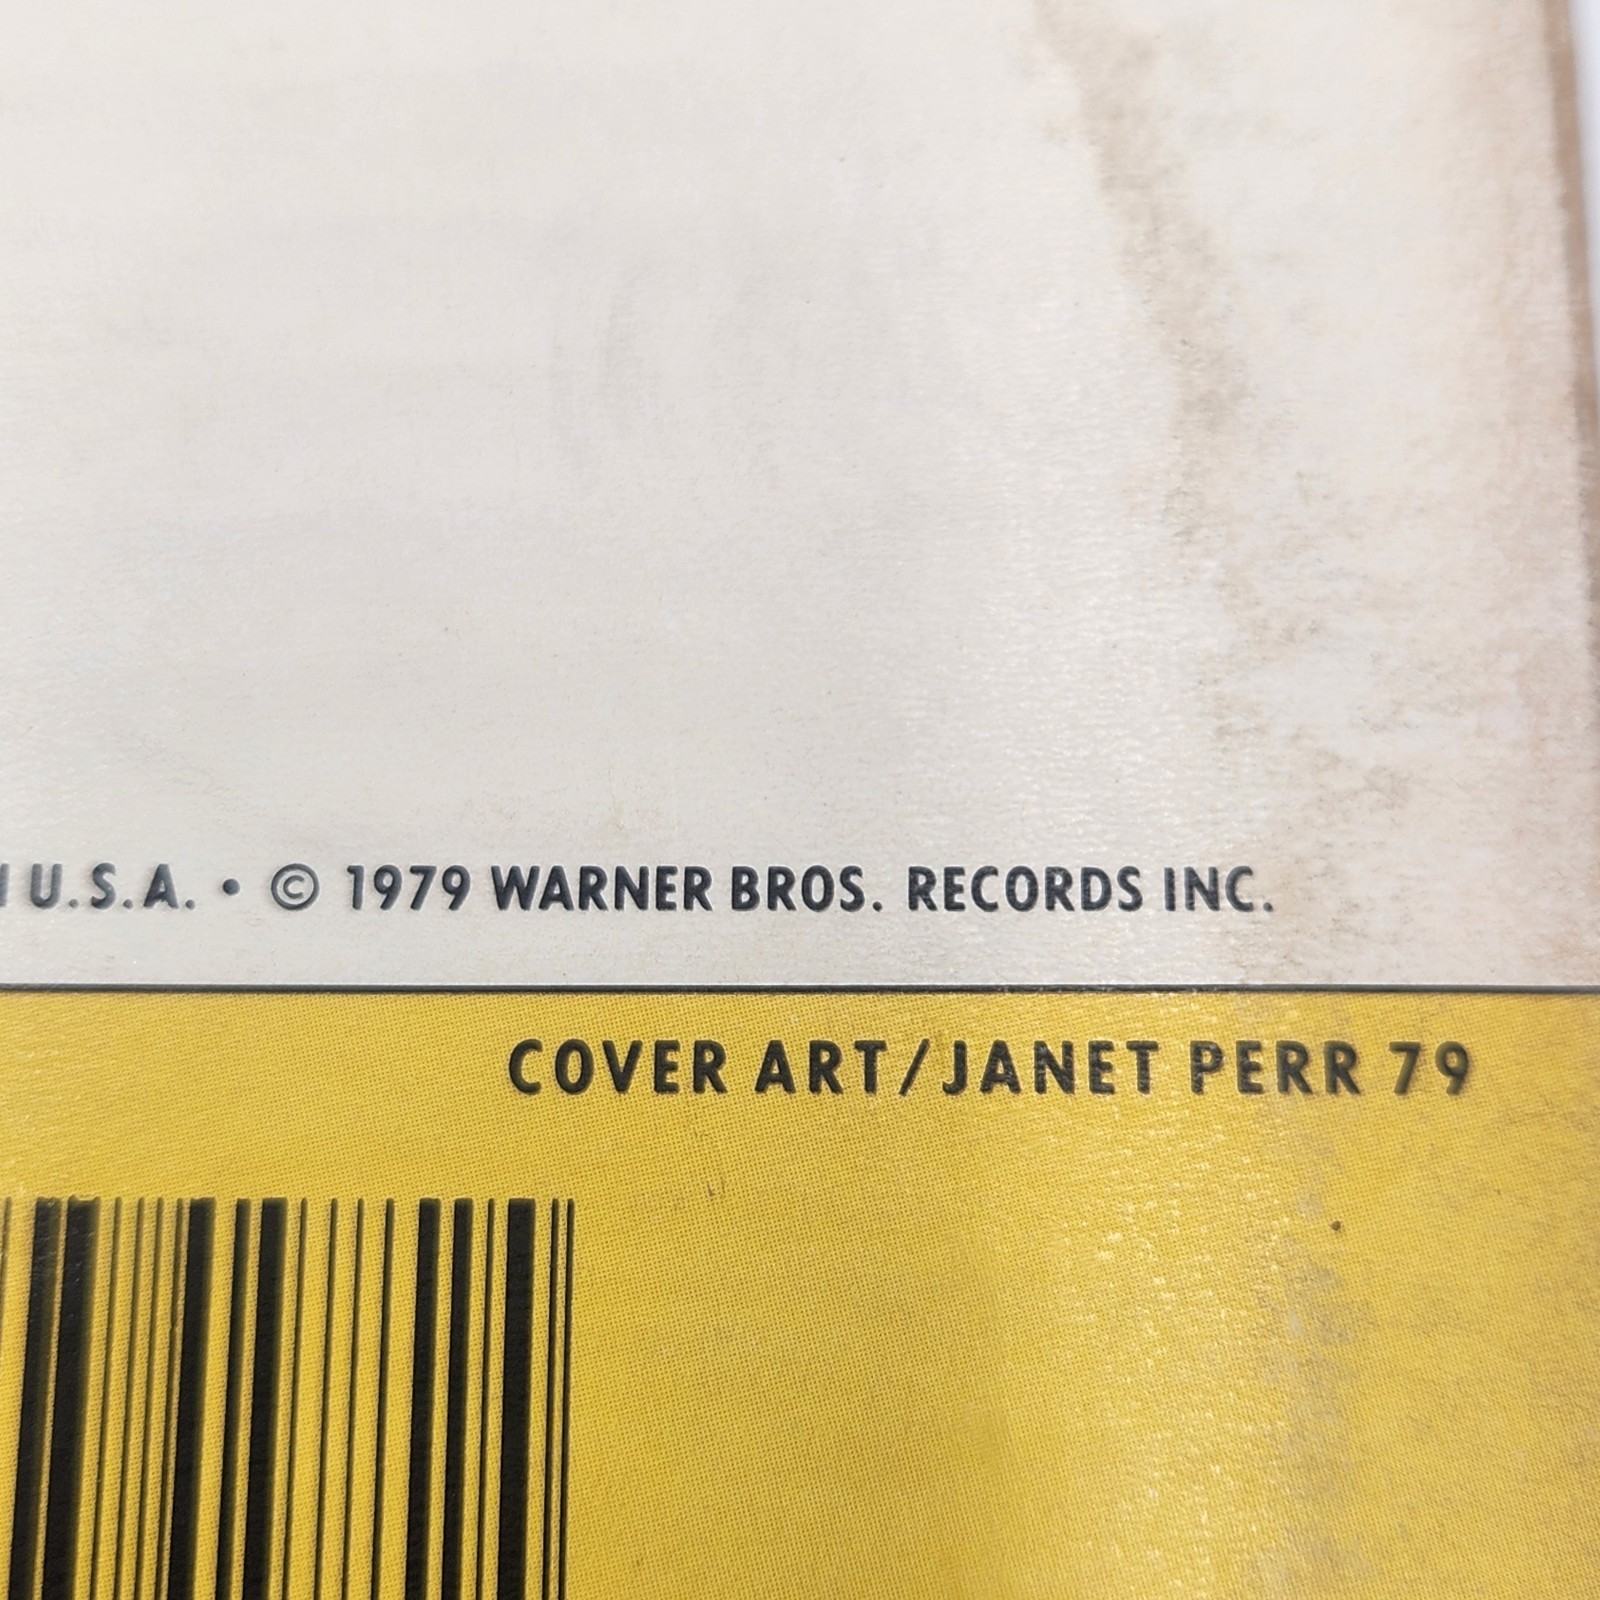 U.S.A. • © 1979 WARNER BROS. RECORDS INC.
COVER ART/JANET PERR 79